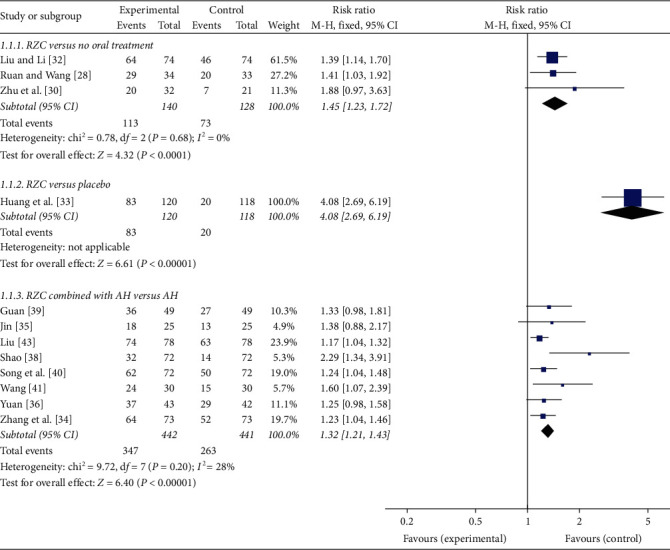 Study or subgroup Experimental Control Weight Risk ratio Risk ratio
Events Total Events Total M-H, fixed, 95% CI M-H, fixed, 95% CI
1.1.1. RZC versus no oral treatment
Liu and Li [32] 64 74 46 74 61.5% 1.39 [1.14, 1.70]
Ruan and Wang [28] 29 34 20 33 27.2% 1.41 [1.03, 1.92]
Zhu et al. [30] 20 32 7 21 11.3% 1.88 [0.97, 3.63]
Subtotal (95% CI) 140 128 100.0% 1.45 [1.23, 1.72]
Total events 113 73
Heterogeneity: chi² = 0.78, df = 2 (P = 0.68); I² = 0%
Test for overall effect: Z = 4.32 (P < 0.0001)
1.1.2. RZC versus placebo
Huang et al. [33] 83 120 20 118 100.0% 4.08 [2.69, 6.19]
Subtotal (95% CI) 120 118 100.0% 4.08 [2.69, 6.19]
Total events 83 20
Heterogeneity: not applicable
Test for overall effect: Z = 6.61 (P < 0.00001)
1.1.3. RZC combined with AH versus AH
Guan [39] 36 49 27 49 10.3% 1.33 [0.98, 1.81]
Jin [35] 18 25 13 25 4.9% 1.38 [0.88, 2.17]
Liu [43] 74 78 63 78 23.9% 1.17 [1.04, 1.32]
Shao [38] 32 72 14 72 5.3% 2.29 [1.34, 3.91]
Song et al. [40] 62 72 50 72 19.0% 1.24 [1.04, 1.48]
Wang [41] 24 30 15 30 5.7% 1.60 [1.07, 2.39]
Yuan [36] 37 43 29 42 11.1% 1.25 [0.98, 1.58]
Zhang et al. [34] 64 73 52 73 19.7% 1.23 [1.04, 1.46]
Subtotal (95% CI) 442 441 100.0% 1.32 [1.21, 1.43]
Total events 347 263
Heterogeneity: chi² = 9.72, df = 7 (P = 0.20); I² = 28%
Test for overall effect: Z = 6.40 (P < 0.00001)
0.2 0.5 1 2 5
Favours (experimental) Favours (control)